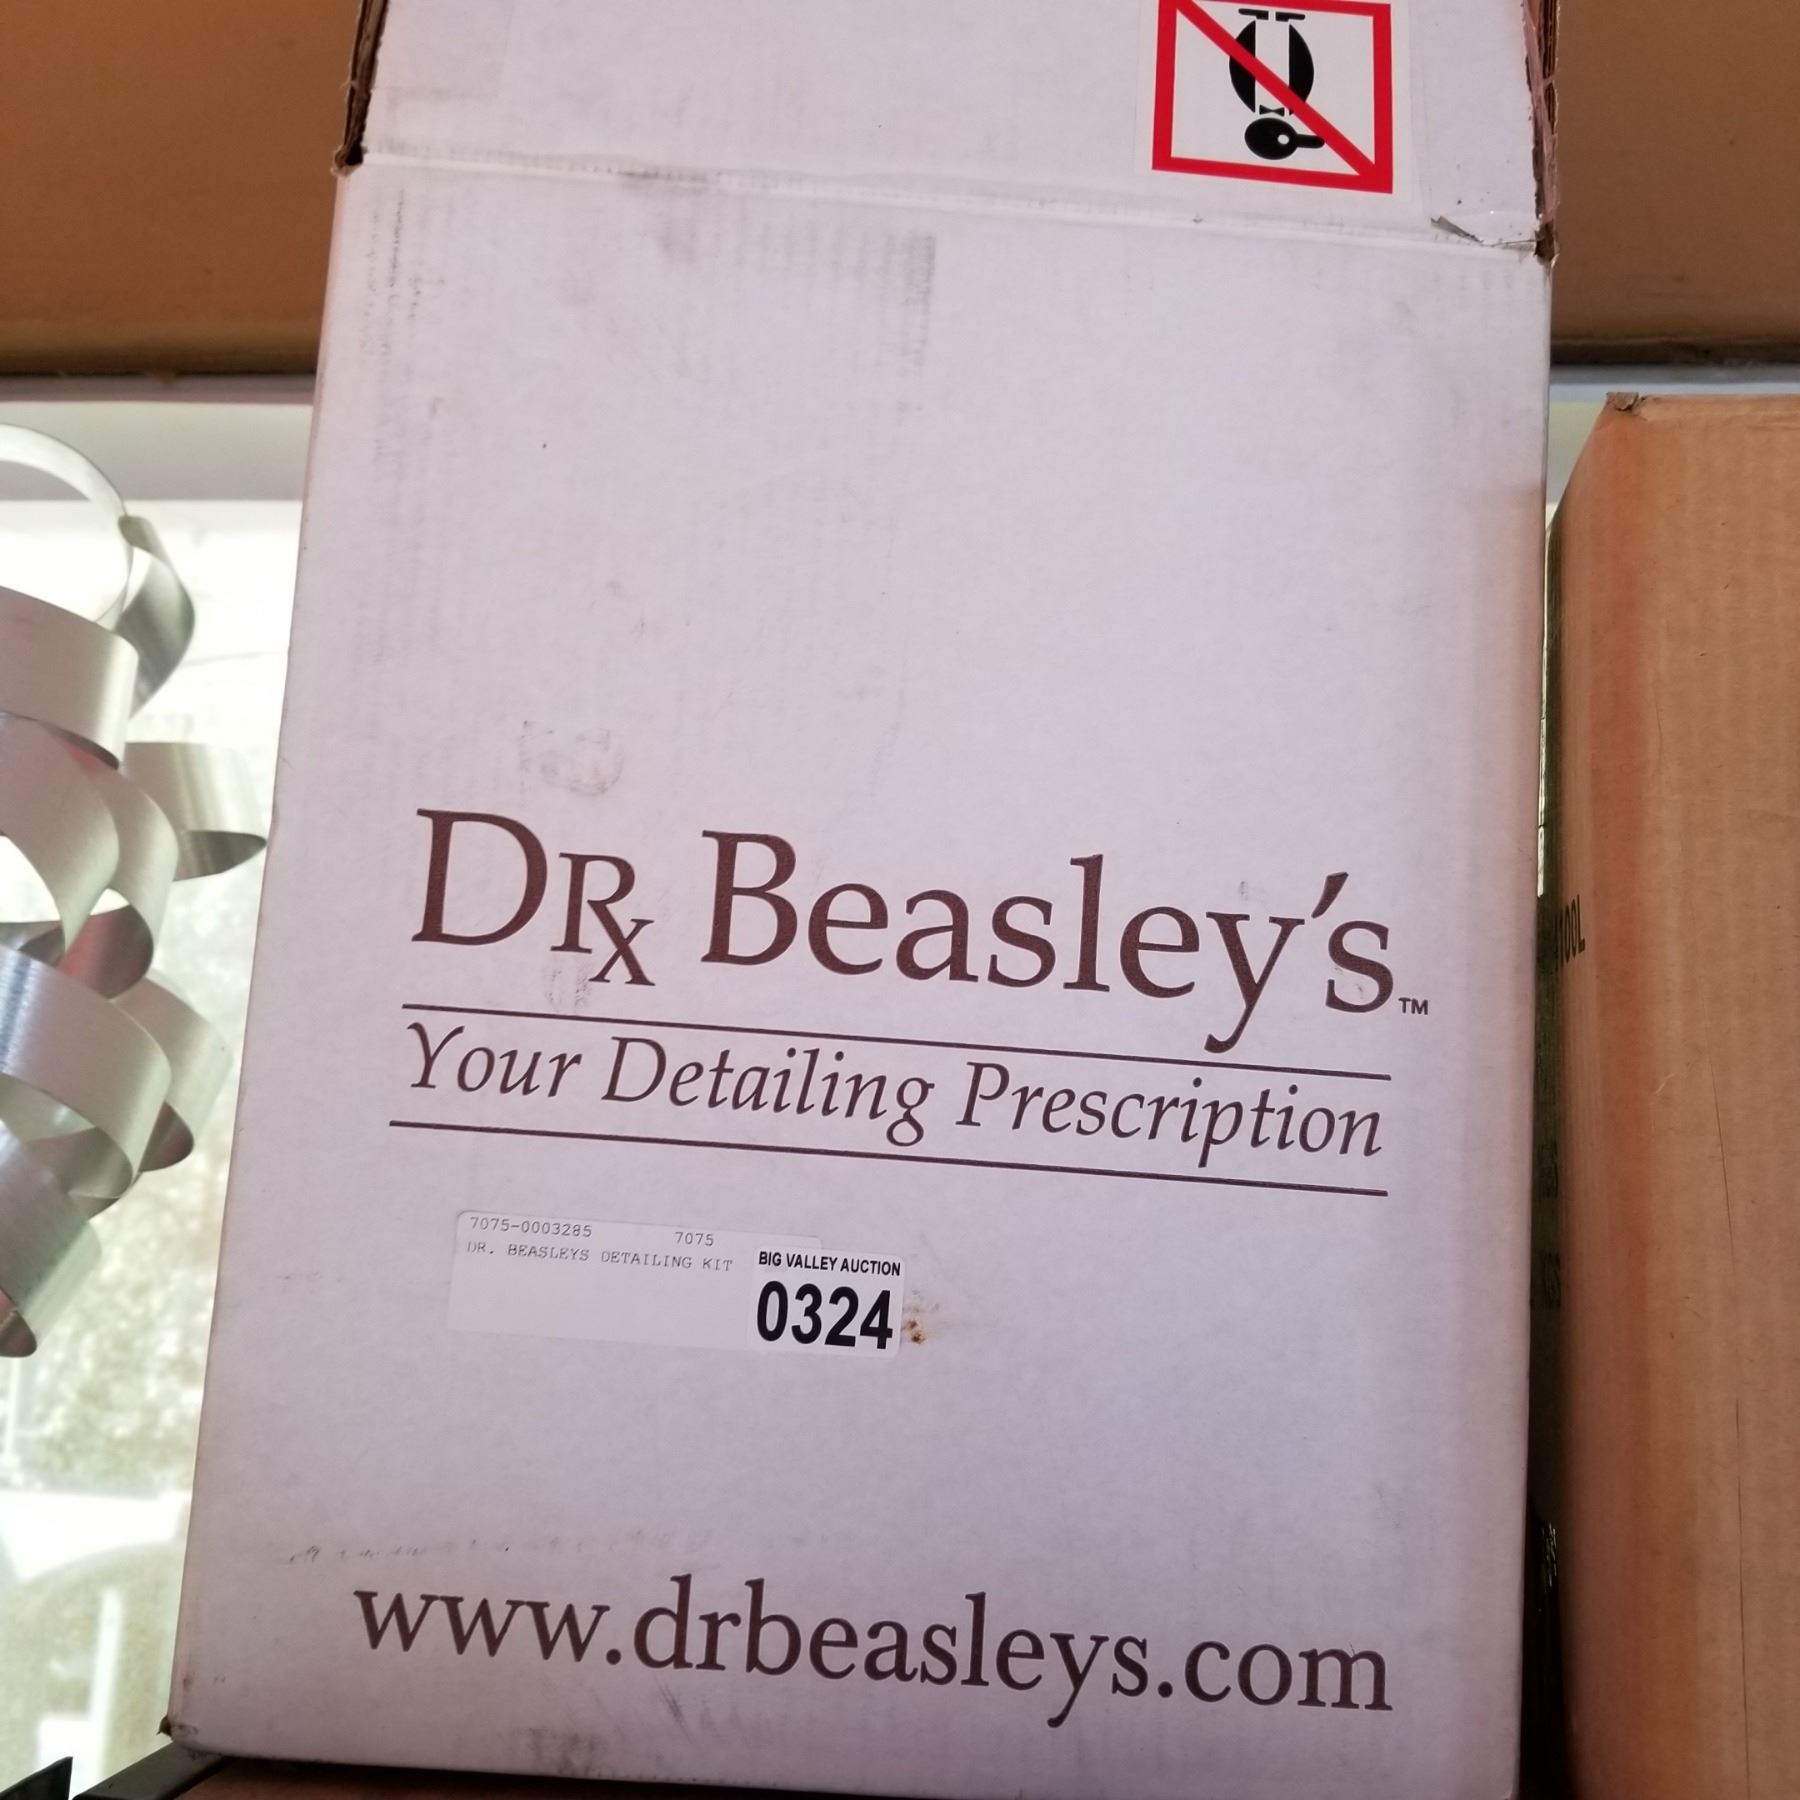 DRx Beasley's™
Your Detailing Prescription
7075-0003285 7075
DR. BEASLEYS DETAILING KIT
BIG VALLEY AUCTION
0324
www.drbeasleys.com